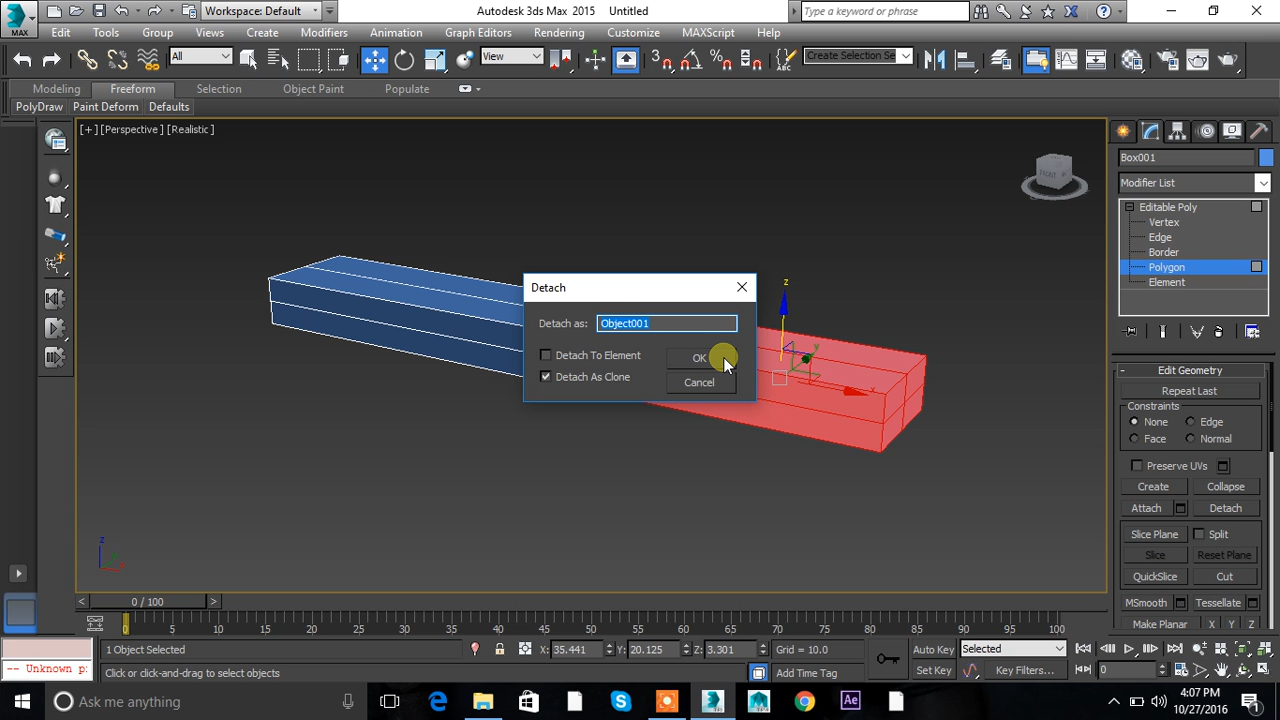 Workspace: Default
Autodesk 3ds Max 2015 Untitled
Type a keyword or phrase
MAX
Edit Tools Group Views Create Modifiers Animation Graph Editors Rendering Customize MAXScript Help
All View Create Selection Se
Modeling Freeform Selection Object Paint Populate
PolyDraw Paint Deform Defaults
[+] [Perspective] [Realistic]
Box001
Modifier List
Editable Poly
Vertex
Edge
Border
Polygon
Element
Detach
Detach as: Object001
Detach To Element OK
Detach As Clone Cancel
z
y
x
Edit Geometry
Repeat Last
Constraints
None Edge
Face Normal
Preserve UVs
Create Collapse
Attach Detach
Slice Plane Split
Slice Reset Plane
QuickSlice Cut
MSmooth Tessellate
Make Planar X Y Z
z
0 / 100
0 5 10 15 20 25 30 35 40 45 50 55 60 65 70 75 80 85 90 95 100
1 Object Selected X: 35.441 Y: 20.125 Z: 3.301 Grid = 10.0 Auto Key Selected
-- Unknown p Click or click-and-drag to select objects Add Time Tag Set Key Key Filters... 0
Ask me anything
Ae
4:07 PM
10/27/2016